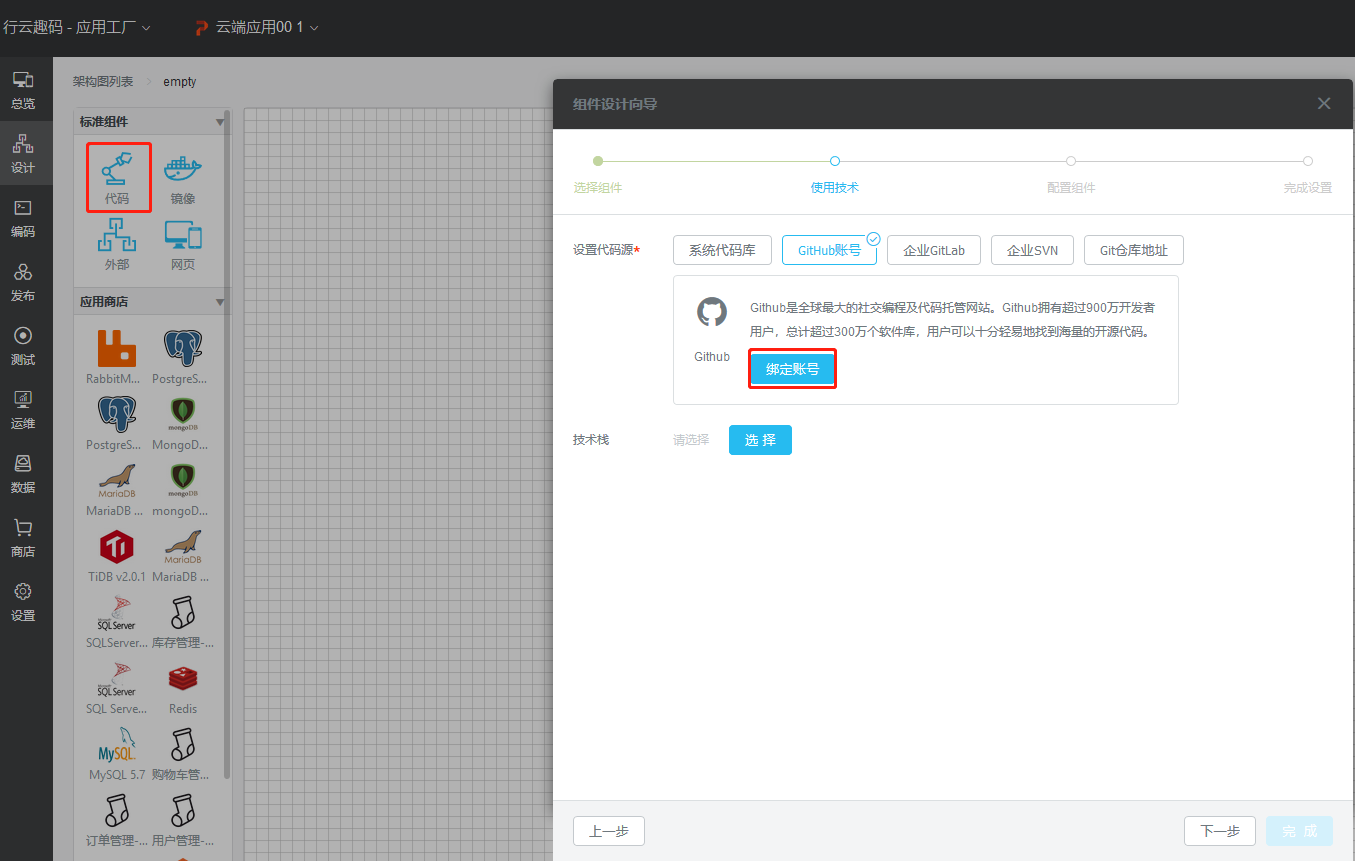 行云趣码 - 应用工厂
云端应用00 1
总览
设计
编码
发布
测试
运维
数据
商店
设置
架构图列表
empty
标准组件
代码
镜像
外部
网页
应用商店
RabbitM...
PostgreS...
PostgreS...
MongoD...
MariaDB ...
mongoD...
TiDB v2.0.1
MariaDB ...
SQLServer...
库存管理-...
SQL Serve...
Redis
MySQL 5.7
购物车管...
订单管理-...
用户管理-...
组件设计向导
选择组件
使用技术
配置组件
完成设置
设置代码源*
系统代码库
GitHub账号
企业GitLab
企业SVN
Git仓库地址
Github是全球最大的社交编程及代码托管网站。Github拥有超过900万开发者
用户，总计超过300万个软件库，用户可以十分轻易地找到海量的开源代码。
Github
绑定账号
技术栈
请选择
选 择
上一步
下一步
完 成